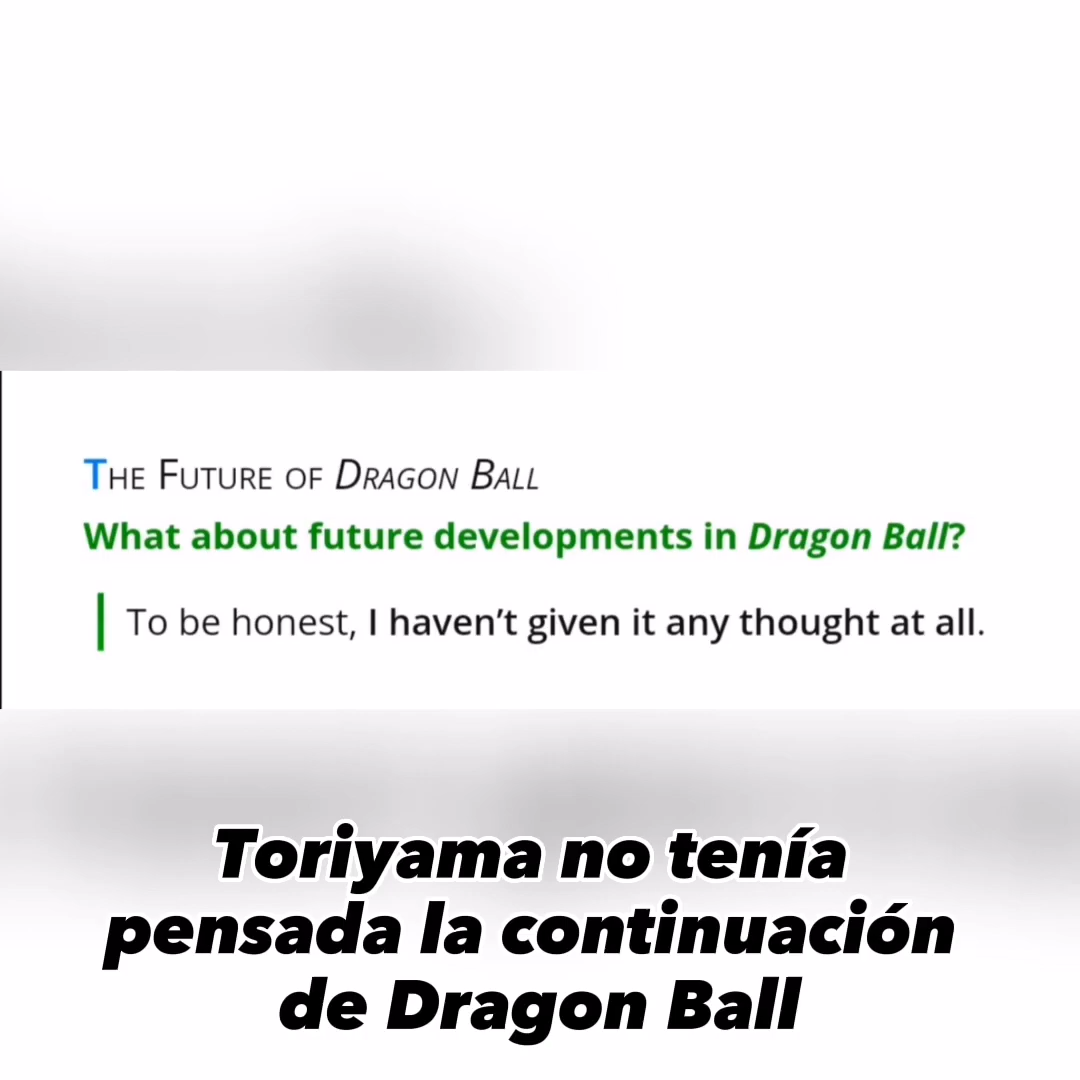 The Future of Dragon Ball
What about future developments in Dragon Ball?
To be honest, I haven’t given it any thought at all.
Toriyama no tenía
pensada la continuación
de Dragon Ball